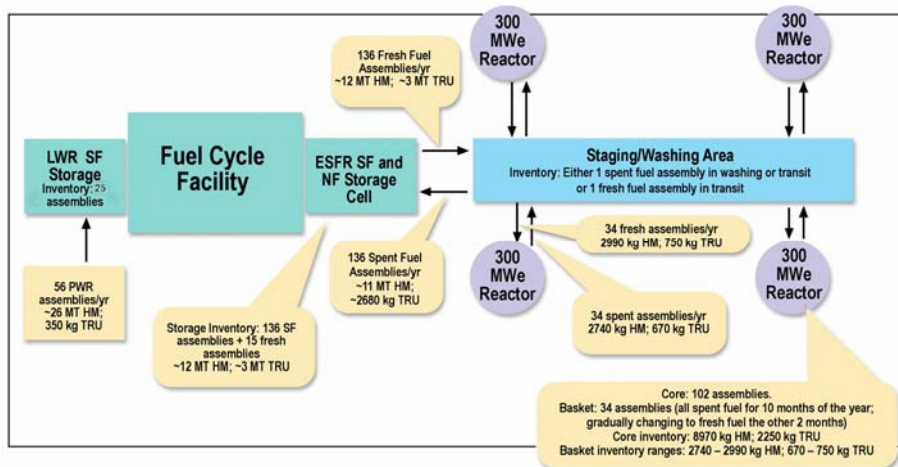 300
MWe
Reactor
300
MWe
Reactor
136 Fresh Fuel
Assemblies/yr
~12 MT HM; ~3 MT TRU
LWR SF
Storage
Inventory: 25
assemblies
Fuel Cycle
Facility
ESFR SF and
NF Storage
Cell
Staging/Washing Area
Inventory: Either 1 spent fuel assembly in washing or transit
or 1 fresh fuel assembly in transit
34 fresh assemblies/yr
2990 kg HM; 750 kg TRU
136 Spent Fuel
Assemblies/yr
~11 MT HM;
~2680 kg TRU
300
MWe
Reactor
300
MWe
Reactor
56 PWR
assemblies/yr
~26 MT HM;
350 kg TRU
Storage Inventory: 136 SF
assemblies + 15 fresh
assemblies
~12 MT HM; ~3 MT TRU
34 spent assemblies/yr
2740 kg HM; 670 kg TRU
Core: 102 assemblies.
Basket: 34 assemblies (all spent fuel for 10 months of the year;
gradually changing to fresh fuel the other 2 months)
Core inventory: 8970 kg HM; 2250 kg TRU
Basket inventory ranges: 2740 – 2990 kg HM; 670 – 750 kg TRU